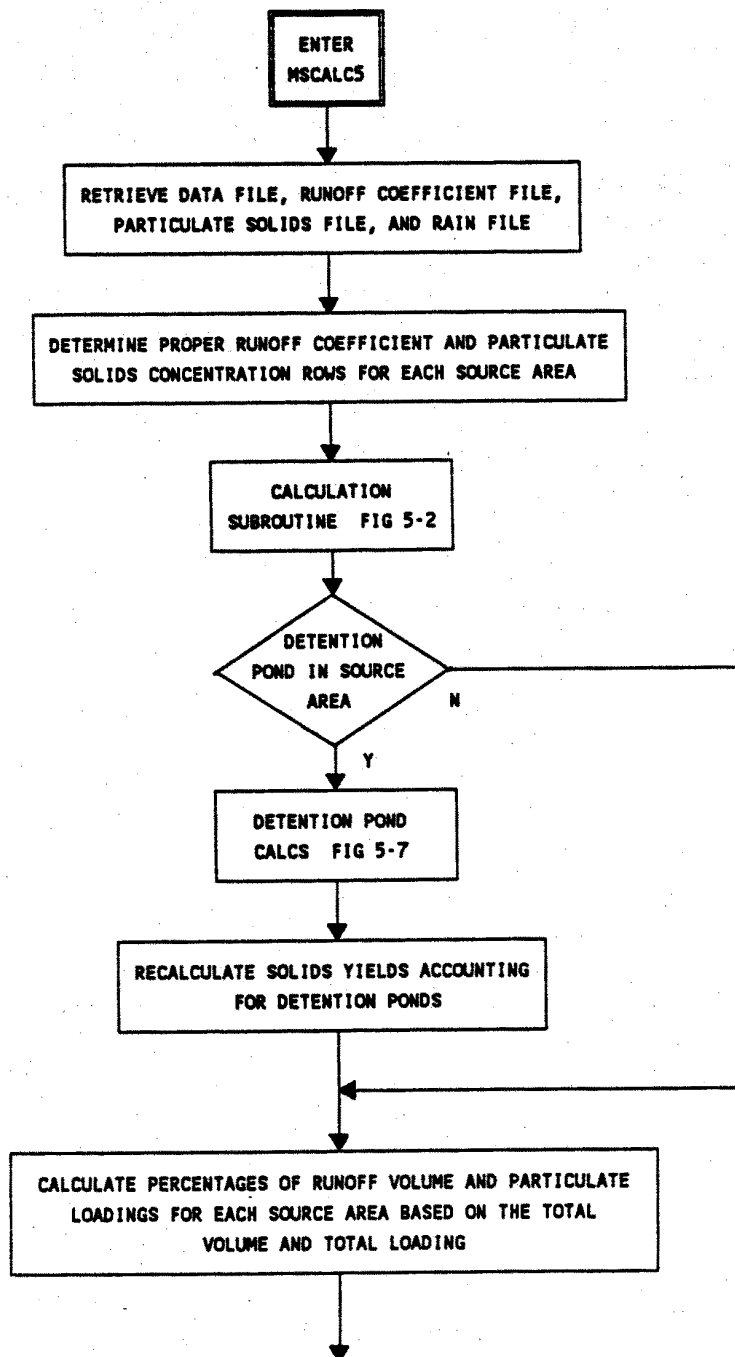 ENTER
MSCALC5
RETRIEVE DATA FILE, RUNOFF COEFFICIENT FILE,
PARTICULATE SOLIDS FILE, AND RAIN FILE
DETERMINE PROPER RUNOFF COEFFICIENT AND PARTICULATE
SOLIDS CONCENTRATION ROWS FOR EACH SOURCE AREA
CALCULATION
SUBROUTINE FIG 5-2
DETENTION
POND IN SOURCE
AREA
N
Y
DETENTION POND
CALCS FIG 5-7
RECALCULATE SOLIDS YIELDS ACCOUNTING
FOR DETENTION PONDS
CALCULATE PERCENTAGES OF RUNOFF VOLUME AND PARTICULATE
LOADINGS FOR EACH SOURCE AREA BASED ON THE TOTAL
VOLUME AND TOTAL LOADING